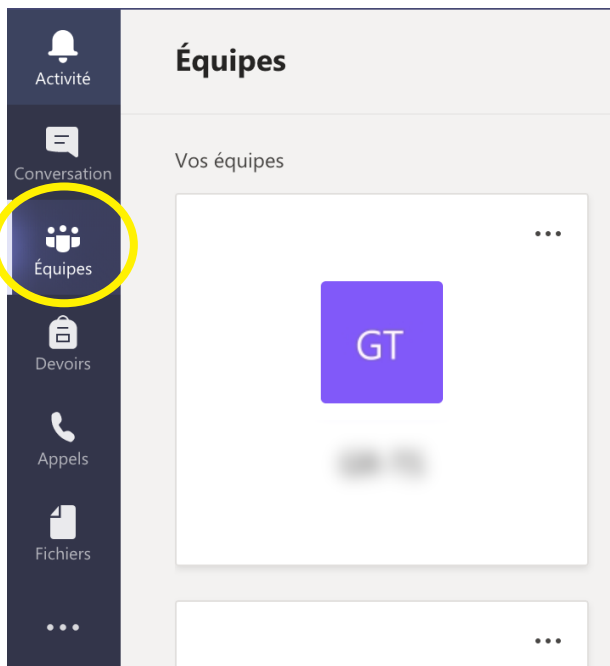 Activité
Conversation
Équipes
Devoirs
Appels
Fichiers
Équipes
Vos équipes
GT